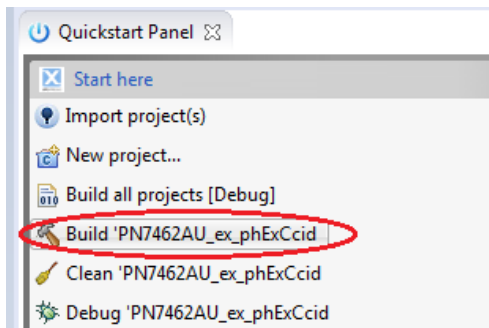 Quickstart Panel
Start here
Import project(s)
New project...
Build all projects [Debug]
Build 'PN7462AU_ex_phExCcid
Clean 'PN7462AU_ex_phExCcid
Debug 'PN7462AU_ex_phExCcid